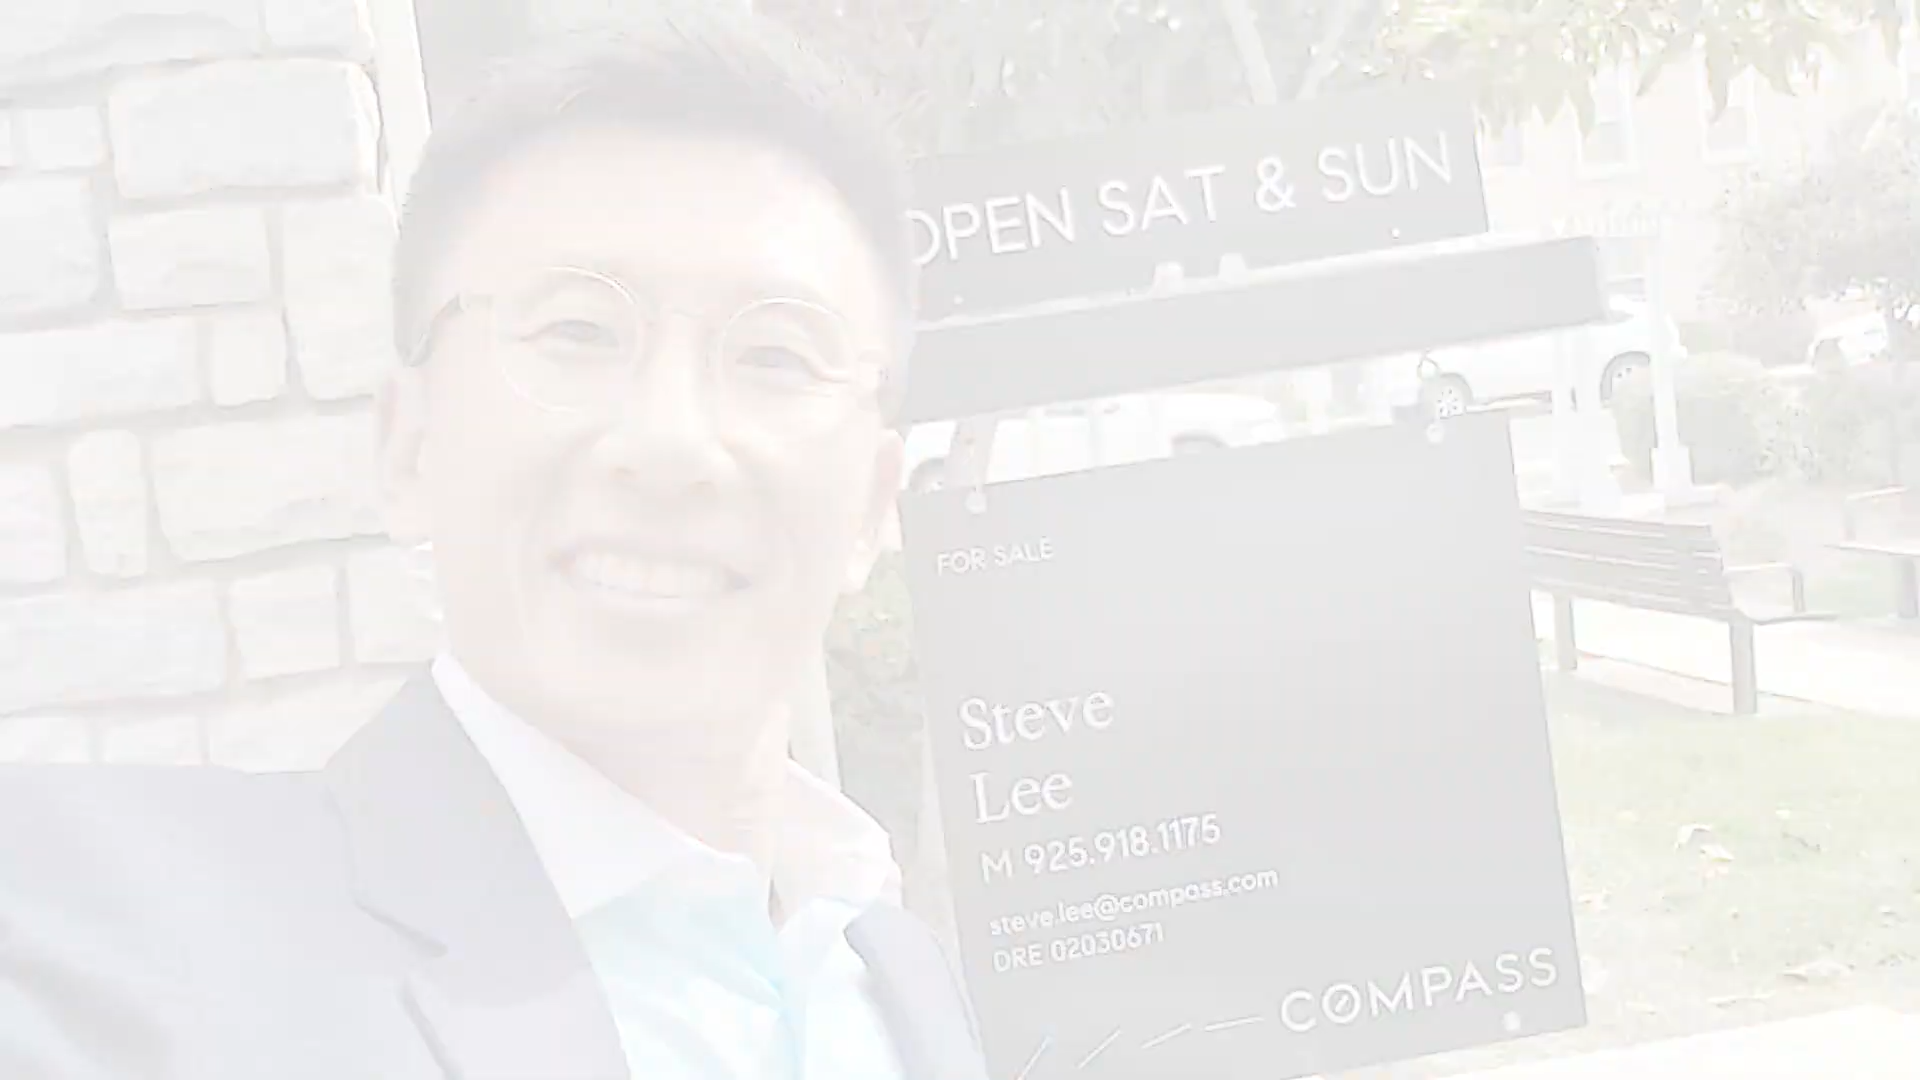 OPEN SAT & SUN
FOR SALE
Steve
Lee
M 925.918.1175
steve.lee@compass.com
DRE 02030671
COMPASS